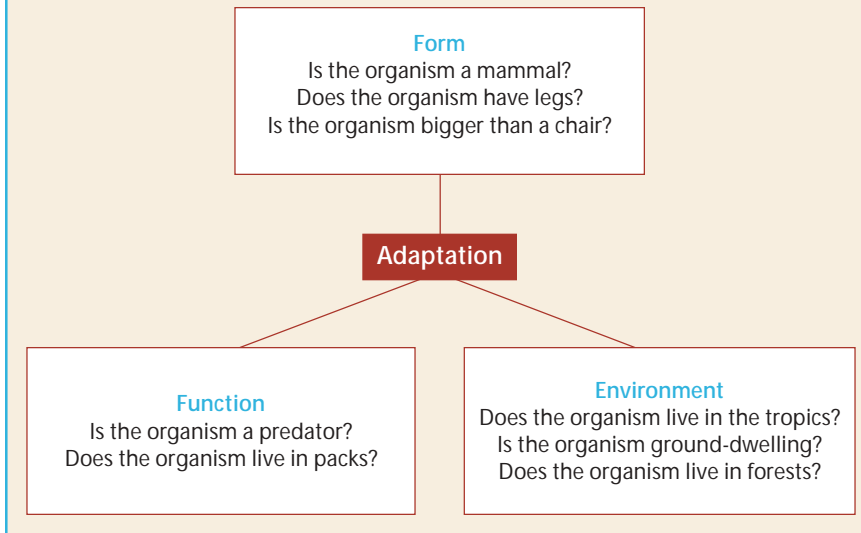 Form
Is the organism a mammal?
Does the organism have legs?
Is the organism bigger than a chair?
Adaptation
Function
Is the organism a predator?
Does the organism live in packs?
Environment
Does the organism live in the tropics?
Is the organism ground-dwelling?
Does the organism live in forests?